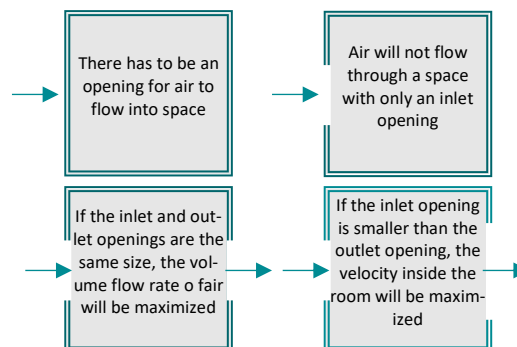 There has to be an
opening for air to
flow into space
Air will not flow
through a space
with only an inlet
opening
If the inlet and out-
let openings are the
same size, the vol-
ume flow rate o fair
will be maximized
If the inlet opening
is smaller than the
outlet opening, the
velocity inside the
room will be maxim-
ized